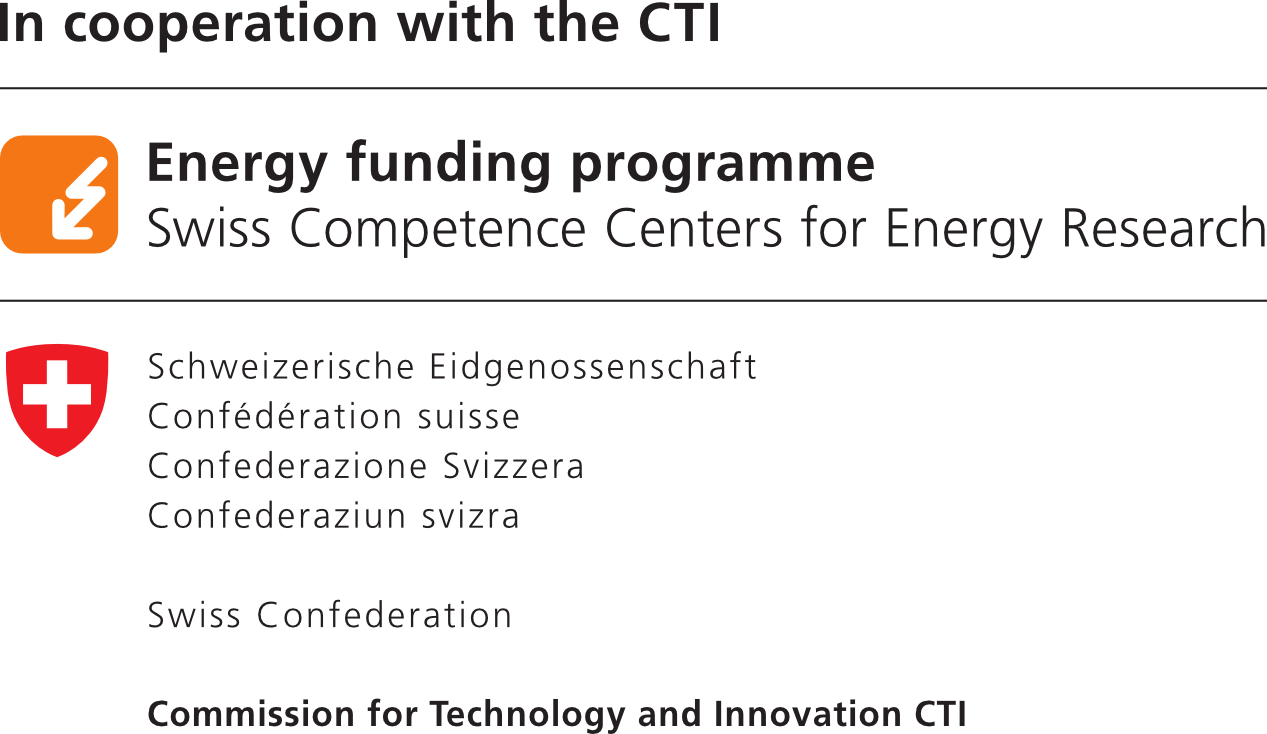 In cooperation with the CTI
Energy funding programme
Swiss Competence Centers for Energy Research
Schweizerische Eidgenossenschaft
Confédération suisse
Confederazione Svizzera
Confederaziun svizra
Swiss Confederation
Commission for Technology and Innovation CTI